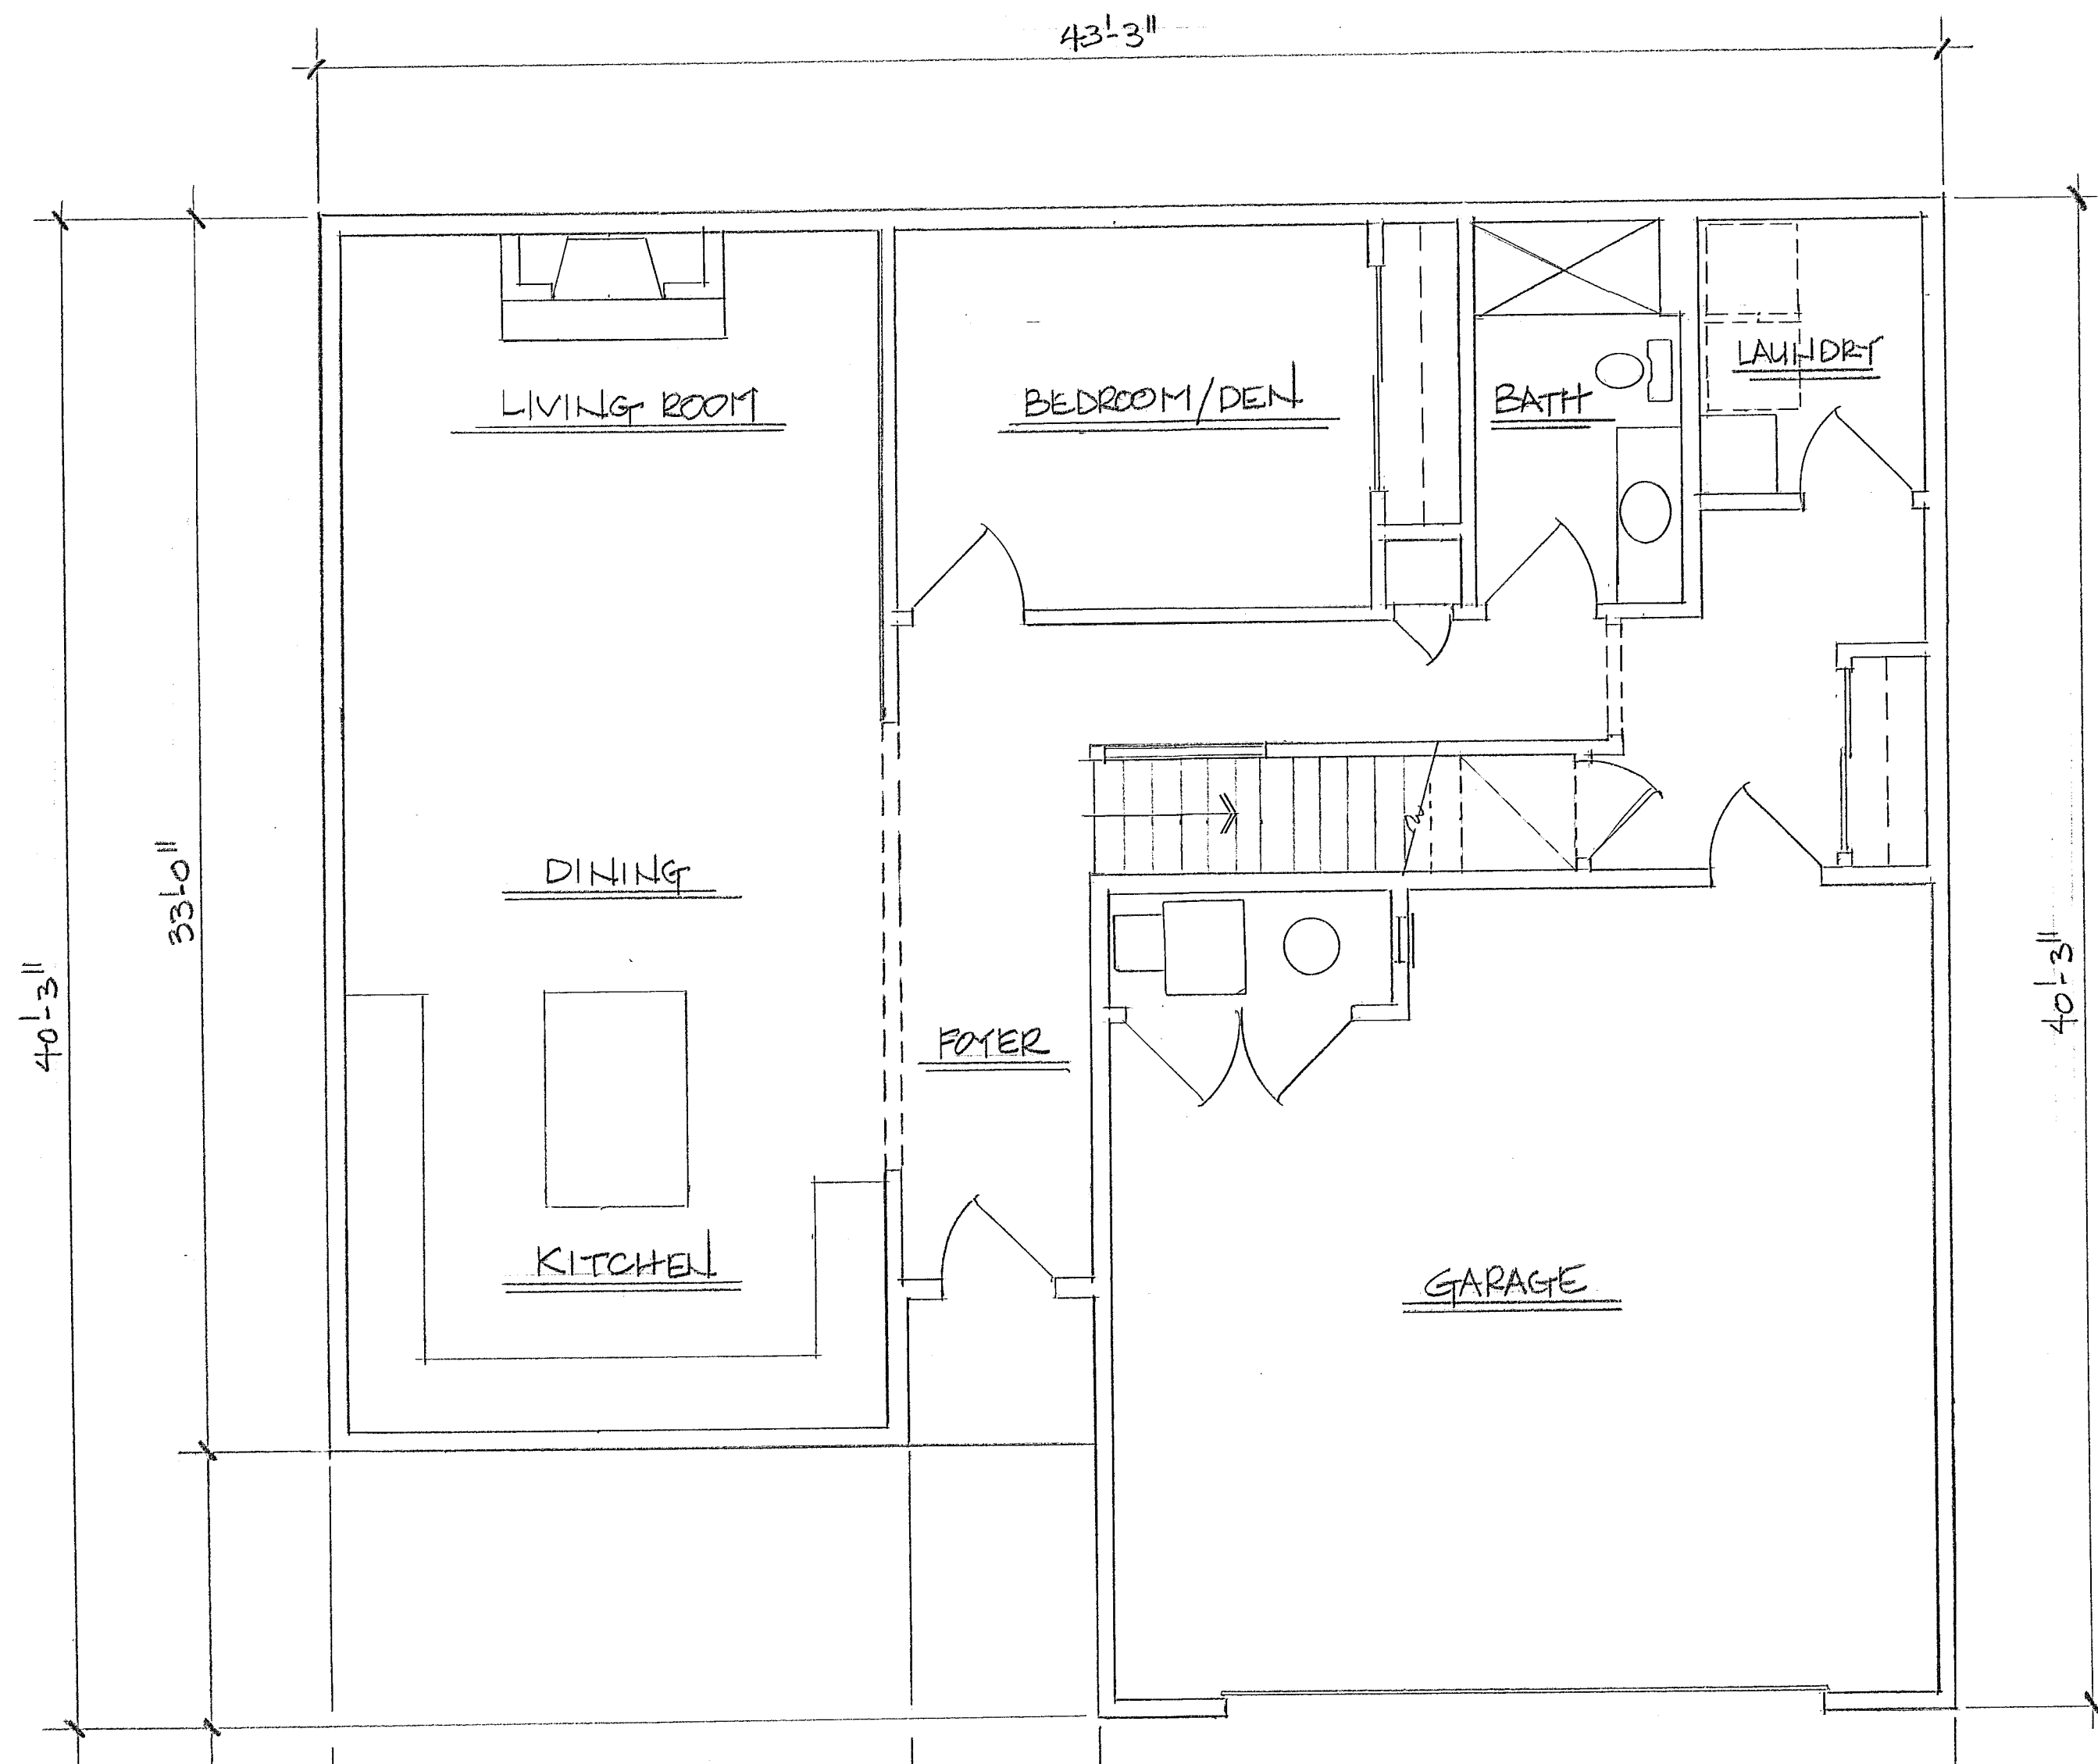 43'-3"
LAUNDRY
LIVING ROOM
BEDROOM/DEN
BATH
DINING
33'-0"
40'-3"
40'-3"
FOYER
KITCHEN
GARAGE